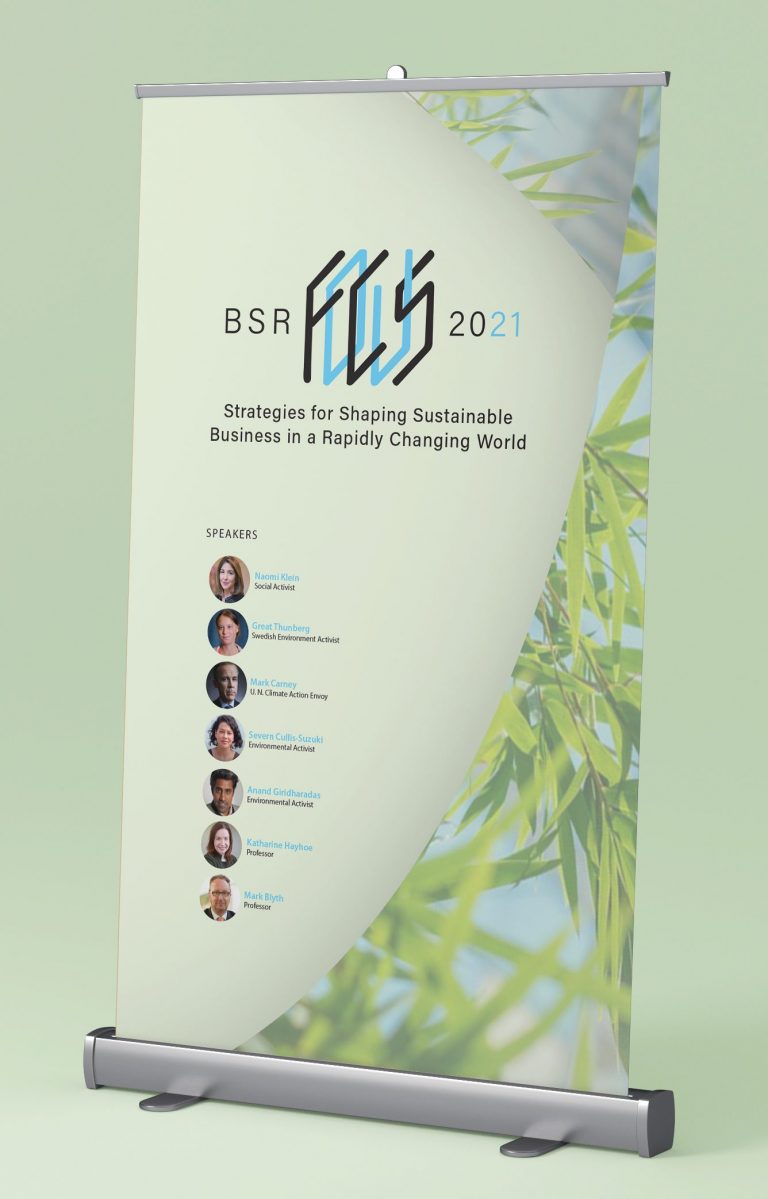 BSR FOCUS 2021
Strategies for Shaping Sustainable
Business in a Rapidly Changing World
SPEAKERS
Naomi Klein
Social Activist
Great Thunberg
Swedish Environment Activist
Mark Carney
U. N. Climate Action Envoy
Severn Cullis-Suzuki
Environmental Activist
Anand Giridharadas
Environmental Activist
Katharine Hayhoe
Professor
Mark Blyth
Professor